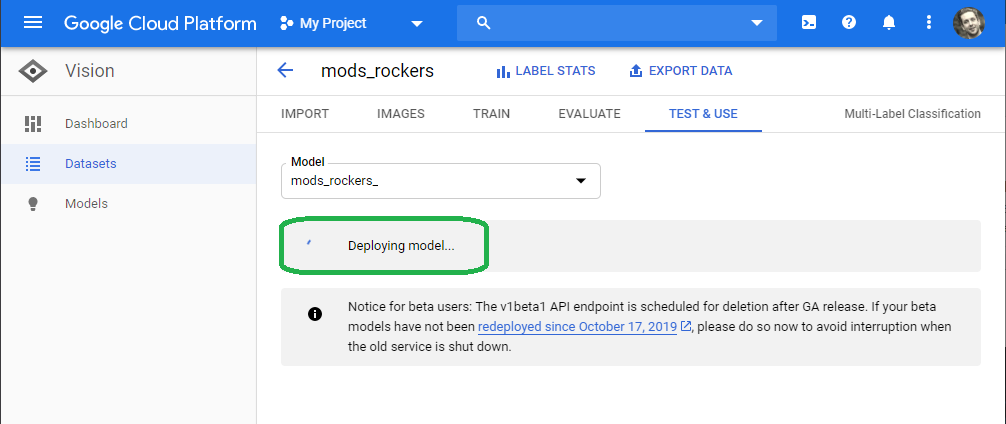 Google Cloud Platform My Project
Vision
mods_rockers LABEL STATS EXPORT DATA
IMPORT IMAGES TRAIN EVALUATE TEST & USE Multi-Label Classification
Dashboard
Datasets
Models
Model
mods_rockers_
Deploying model...
Notice for beta users: The v1beta1 API endpoint is scheduled for deletion after GA release. If your beta
models have not been redeployed since October 17, 2019, please do so now to avoid interruption when
the old service is shut down.